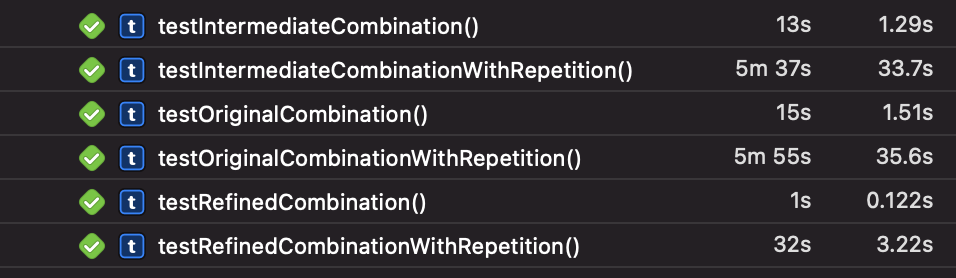 t testIntermediateCombination() 13s 1.29s
t testIntermediateCombinationWithRepetition() 5m 37s 33.7s
t testOriginalCombination() 15s 1.51s
t testOriginalCombinationWithRepetition() 5m 55s 35.6s
t testRefinedCombination() 1s 0.122s
t testRefinedCombinationWithRepetition() 32s 3.22s